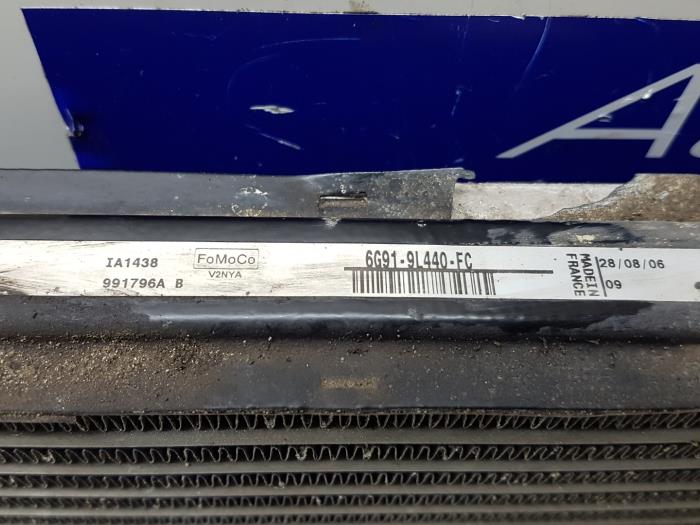 IA1438
991796A B
FoMoCo
V2NYA
6G91-9L440-FC
MADE IN
FRANCE
28/08/06
09